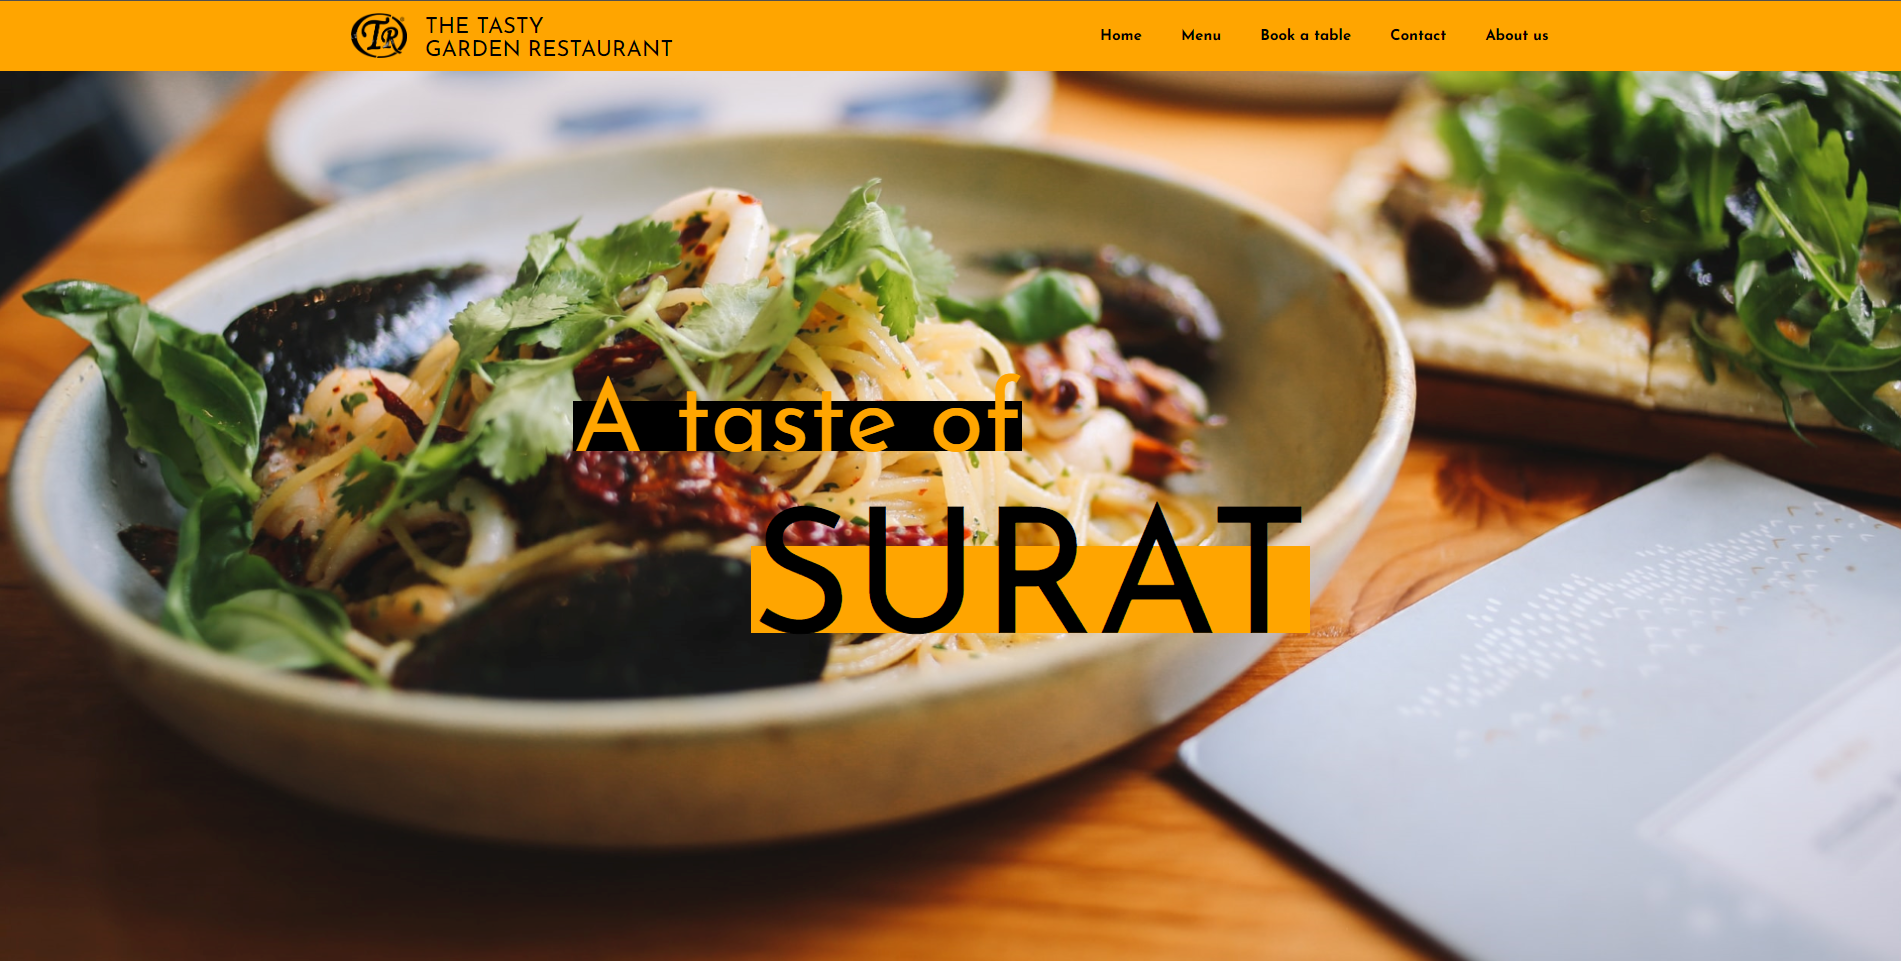 TR
THE TASTY
GARDEN RESTAURANT
Home Menu Book a table Contact About us
A taste of
SURAT